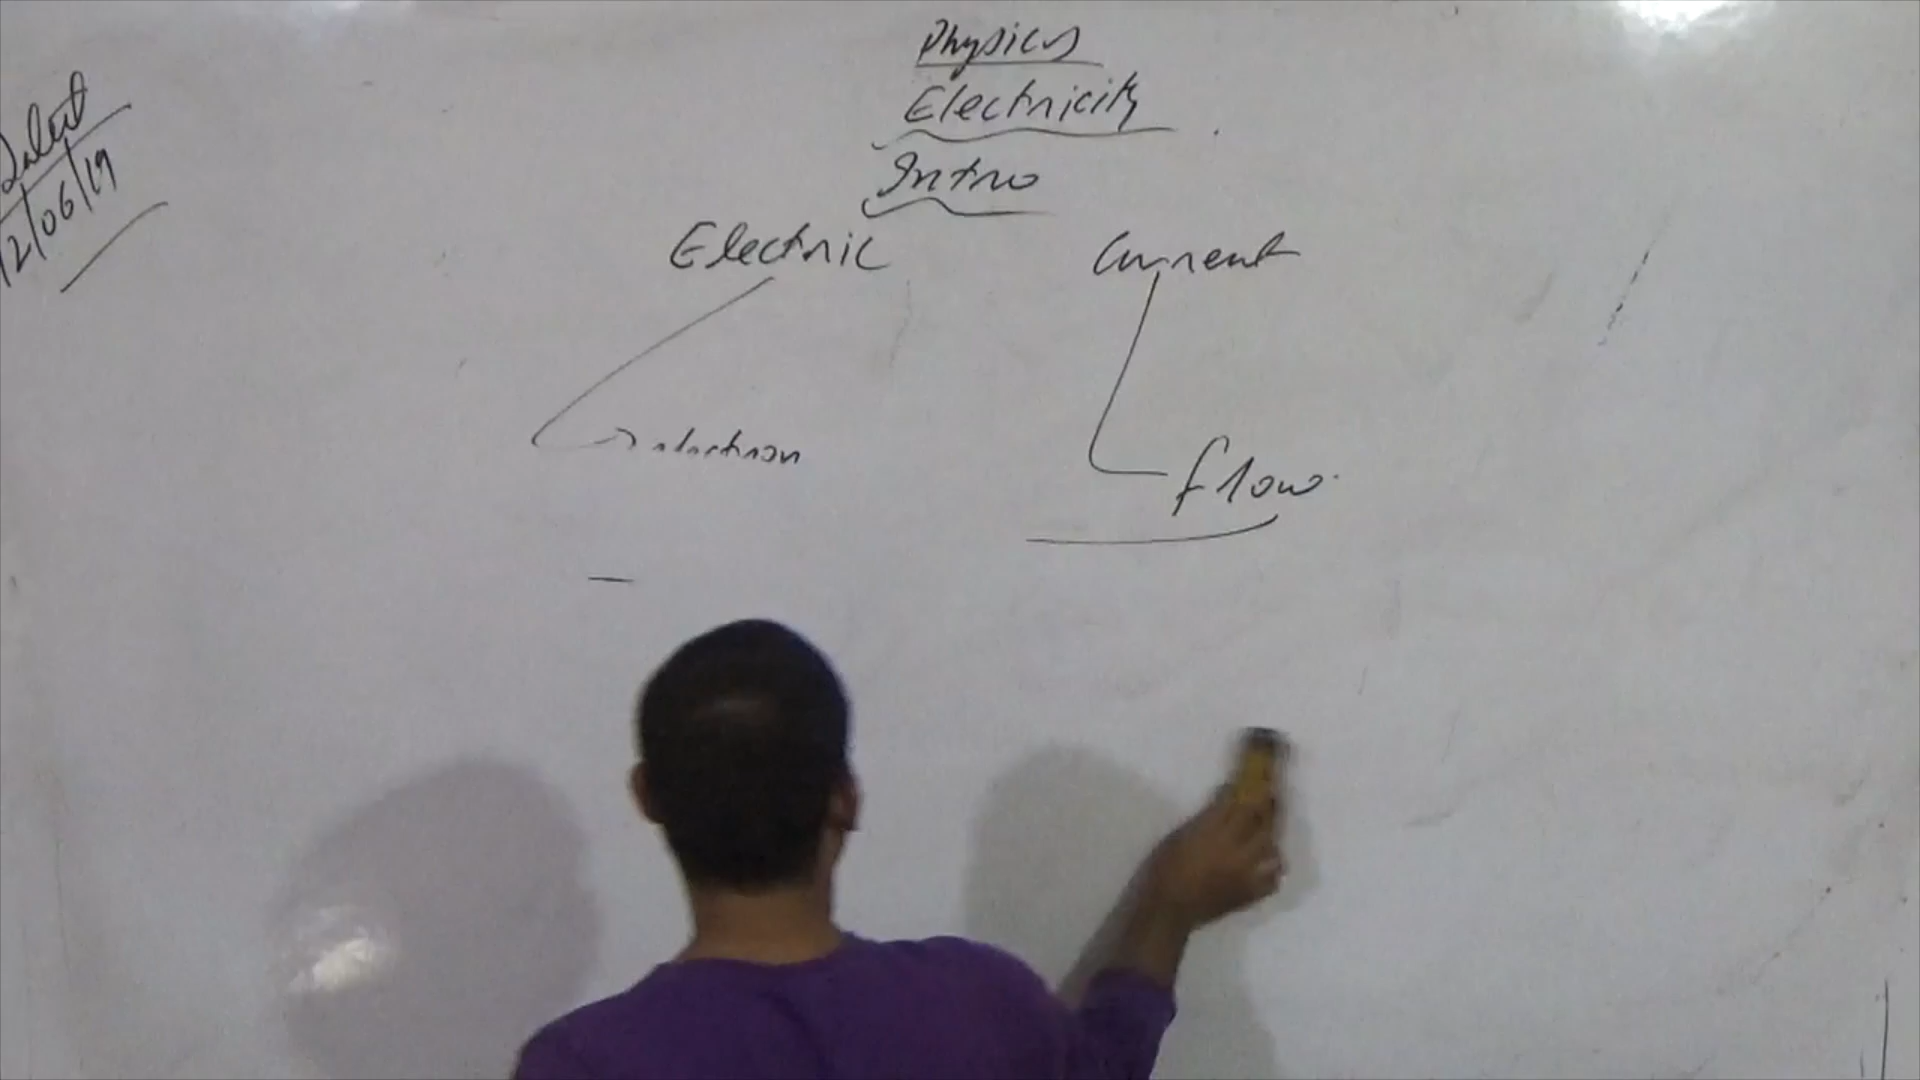 Physics
Electricity
Intro
Electric Current
electron
flow
12/06/19